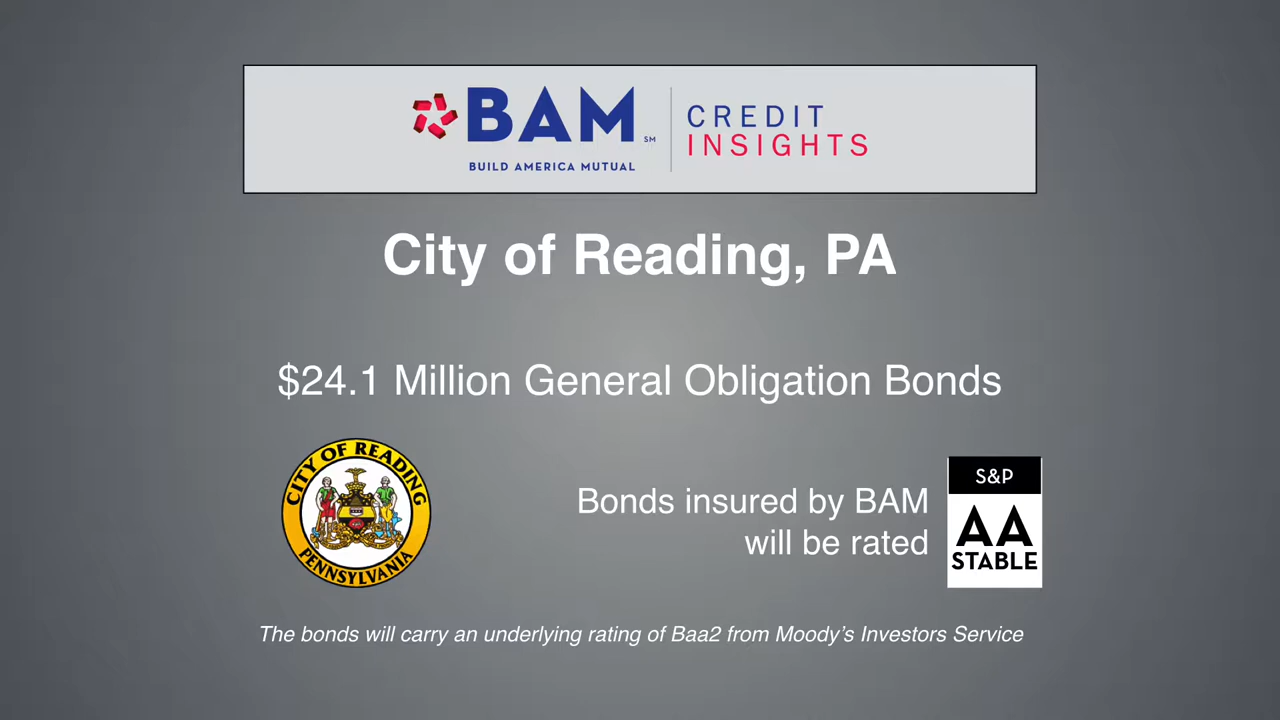 BAM SM
BUILD AMERICA MUTUAL
CREDIT
INSIGHTS
City of Reading, PA
$24.1 Million General Obligation Bonds
CITY OF READING
PENNSYLVANIA
Bonds insured by BAM
will be rated
S&P
AA
STABLE
The bonds will carry an underlying rating of Baa2 from Moody’s Investors Service